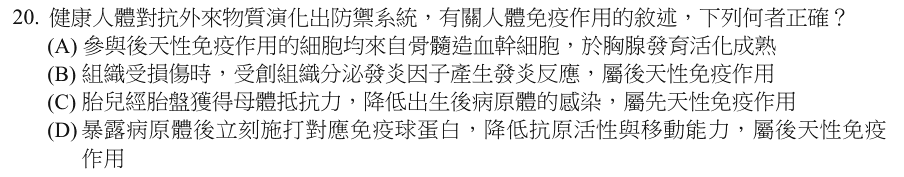 20. 健康人體對抗外來物質演化出防禦系統，有關人體免疫作用的敘述，下列何者正確？
(A) 參與後天性免疫作用的細胞均來自骨髓造血幹細胞，於胸腺發育活化成熟
(B) 組織受損傷時，受創組織分泌發炎因子產生發炎反應，屬後天性免疫作用
(C) 胎兒經胎盤獲得母體抵抗力，降低出生後病原體的感染，屬先天性免疫作用
(D) 暴露病原體後立刻施打對應免疫球蛋白，降低抗原活性與移動能力，屬後天性免疫
作用